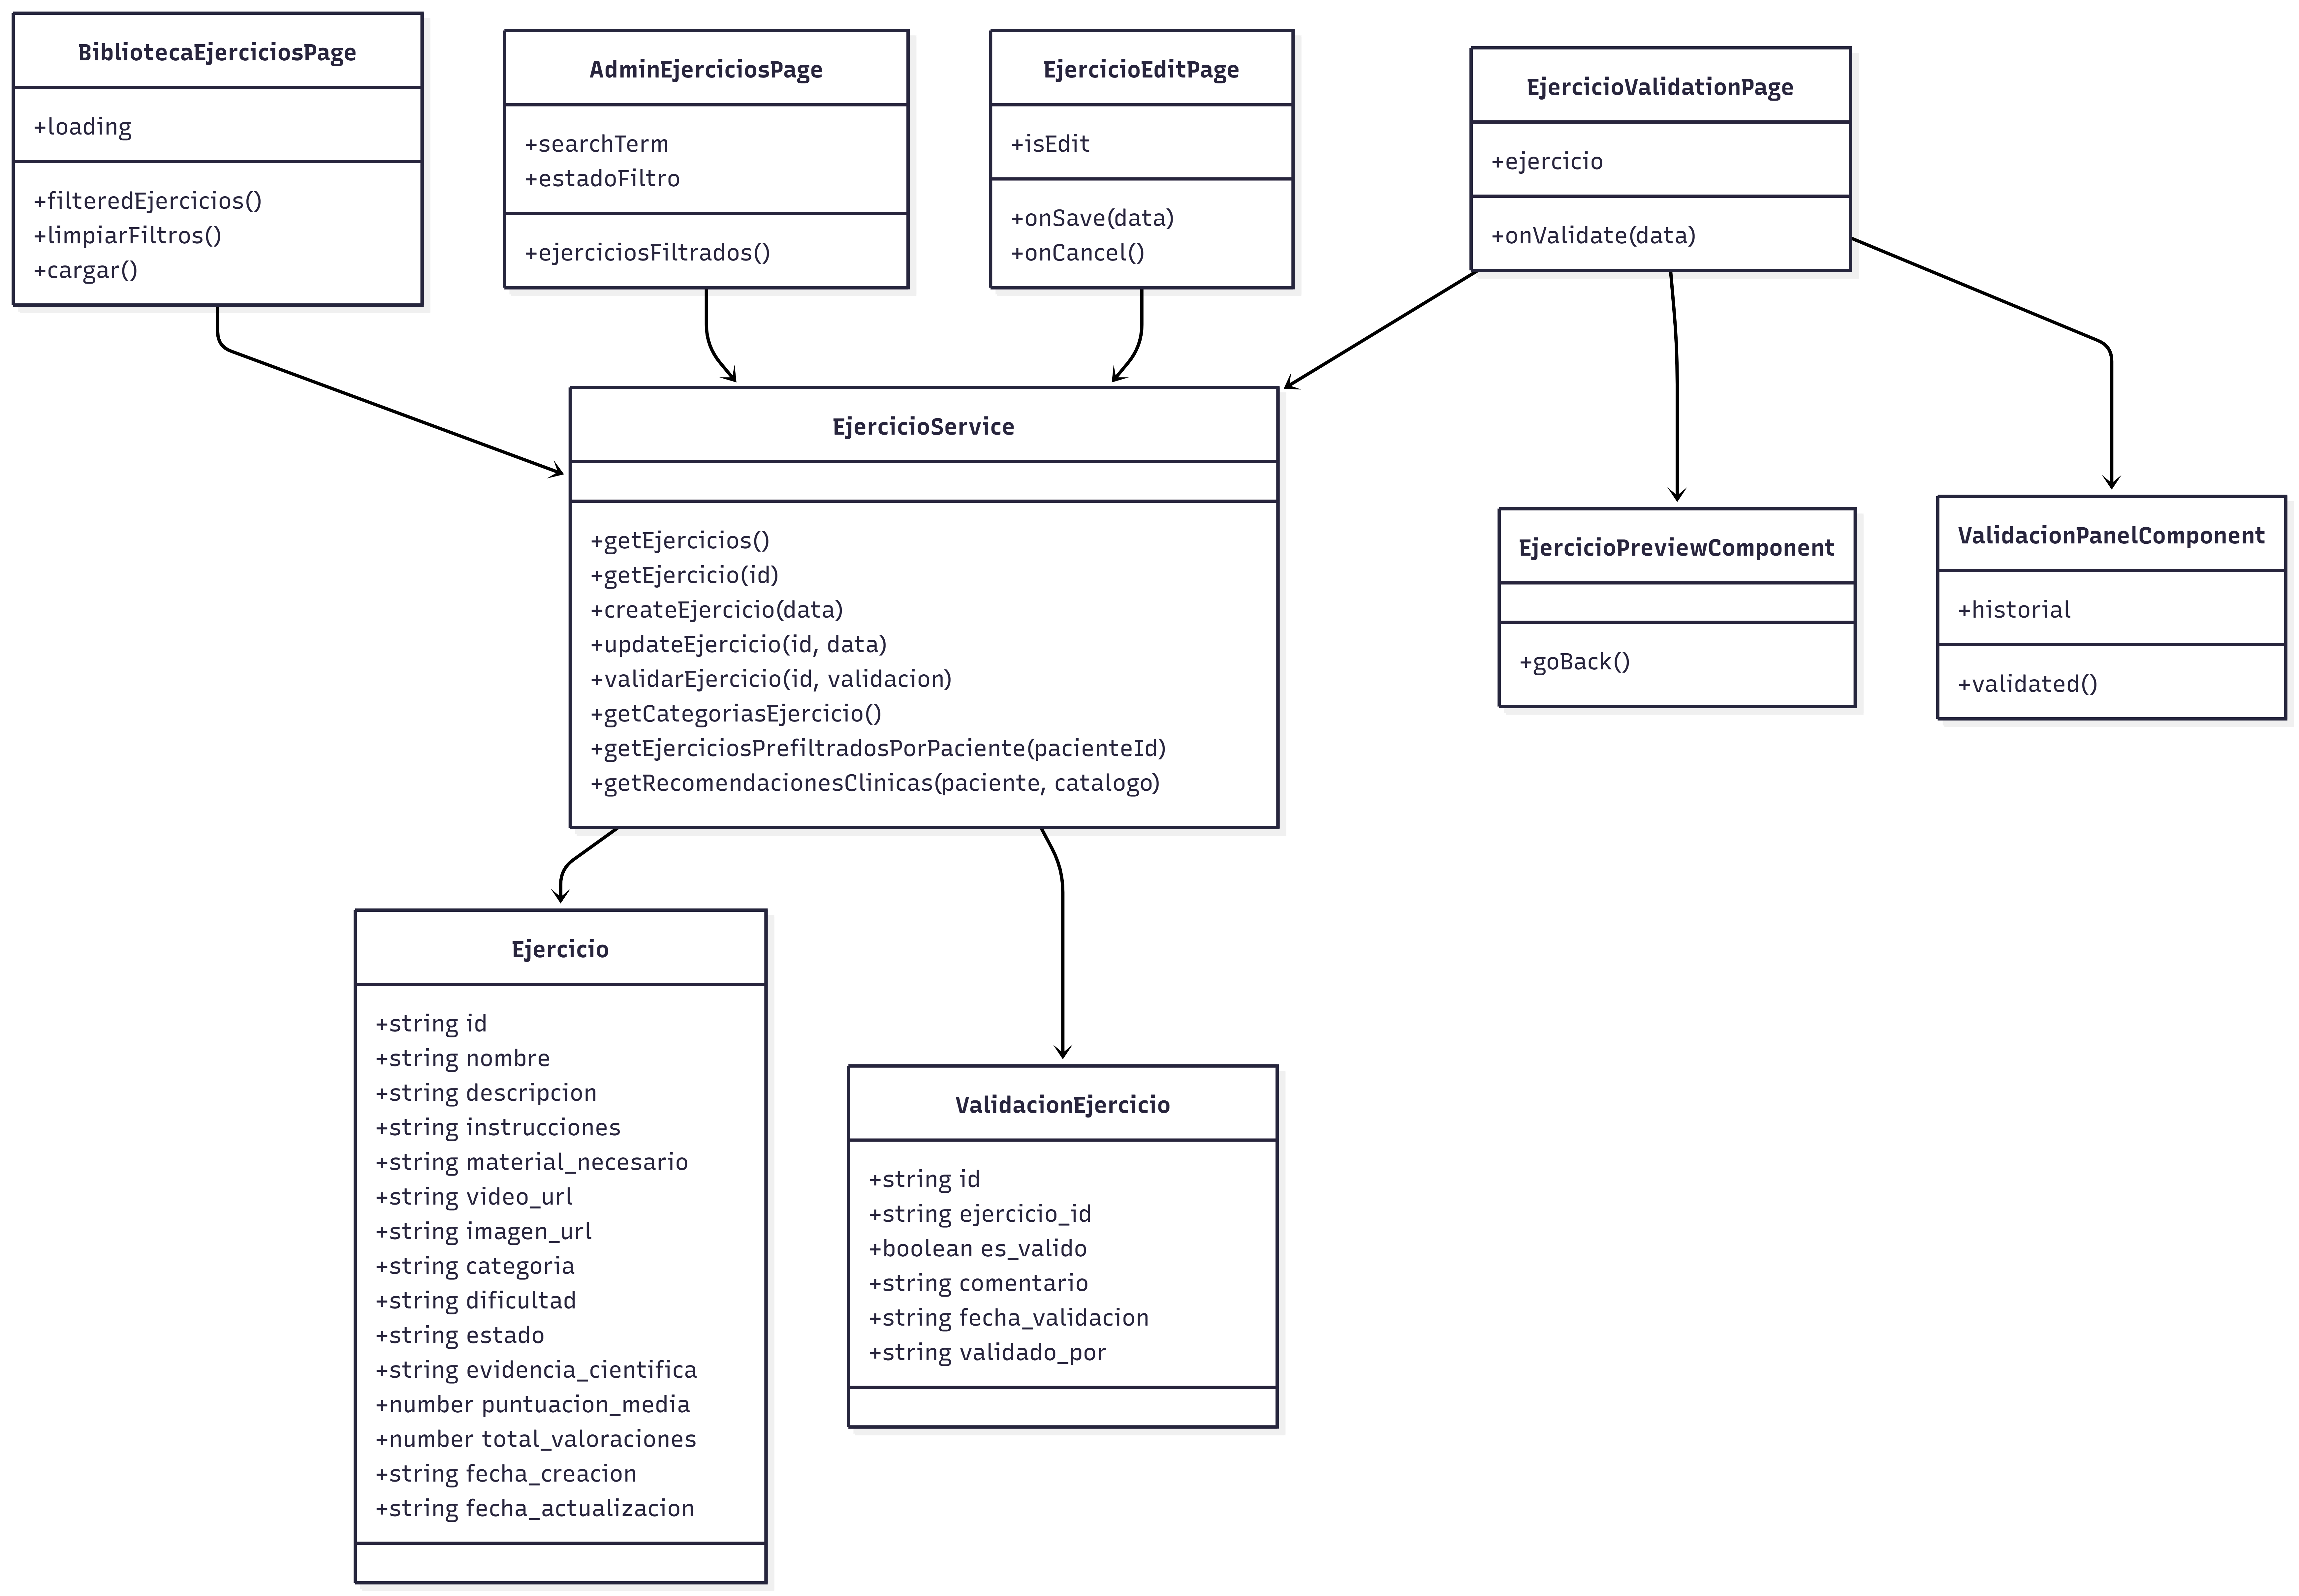 BibliotecaEjerciciosPage
+loading
+filteredEjercicios()
+limpiarFiltros()
+cargar()
AdminEjerciciosPage
+searchTerm
+estadoFiltro
+ejerciciosFiltrados()
EjercicioEditPage
+isEdit
+onSave(data)
+onCancel()
EjercicioValidationPage
+ejercicio
+onValidate(data)
EjercicioService
+getEjercicios()
+getEjercicio(id)
+createEjercicio(data)
+updateEjercicio(id, data)
+validarEjercicio(id, validacion)
+getCategoriasEjercicio()
+getEjerciciosPrefiltradosPorPaciente(pacienteId)
+getRecomendacionesClinicas(paciente, catalogo)
EjercicioPreviewComponent
+goBack()
ValidacionPanelComponent
+historial
+validated()
Ejercicio
+string id
+string nombre
+string descripcion
+string instrucciones
+string material_necesario
+string video_url
+string imagen_url
+string categoria
+string dificultad
+string estado
+string evidencia_cientifica
+number puntuacion_media
+number total_valoraciones
+string fecha_creacion
+string fecha_actualizacion
ValidacionEjercicio
+string id
+string ejercicio_id
+boolean es_valido
+string comentario
+string fecha_validacion
+string validado_por